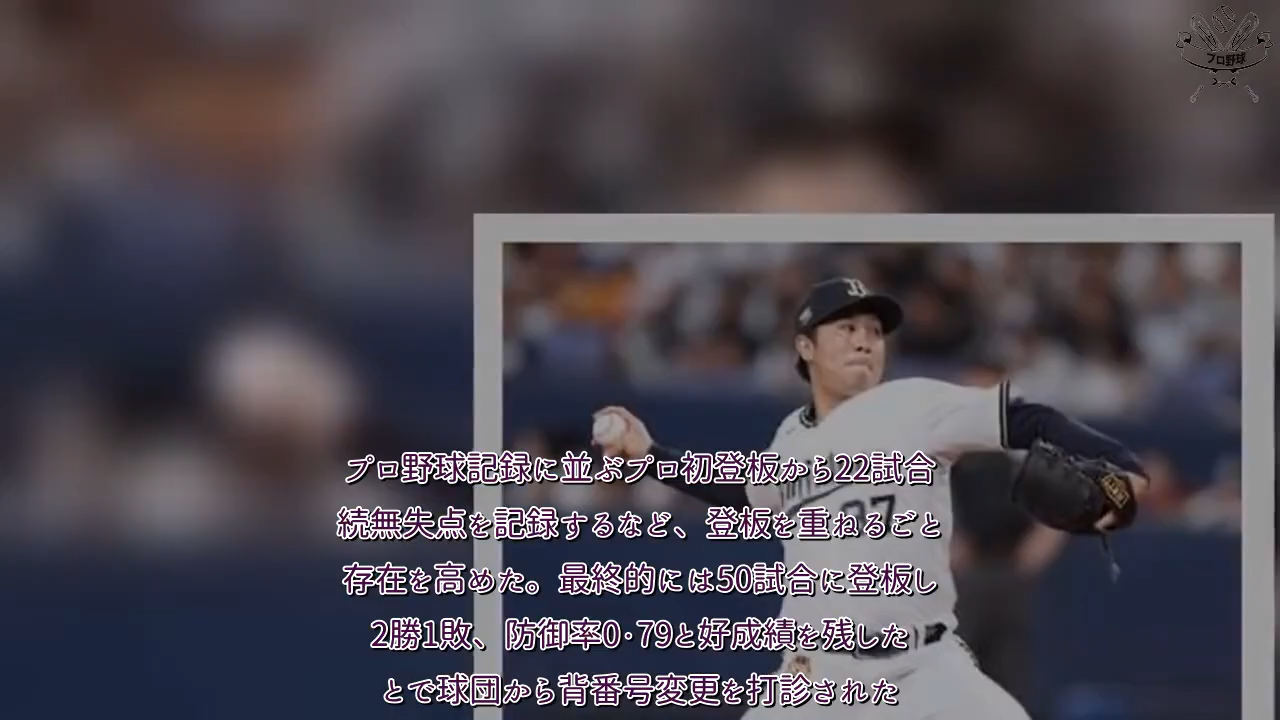 プロ野球
プロ野球記録に並ぶプロ初登板から22試合
続無失点を記録するなど、登板を重ねるごと
存在を高めた。最終的には50試合に登板し
2勝1敗、防御率0·79と好成績を残した
とで球団から背番号変更を打診された